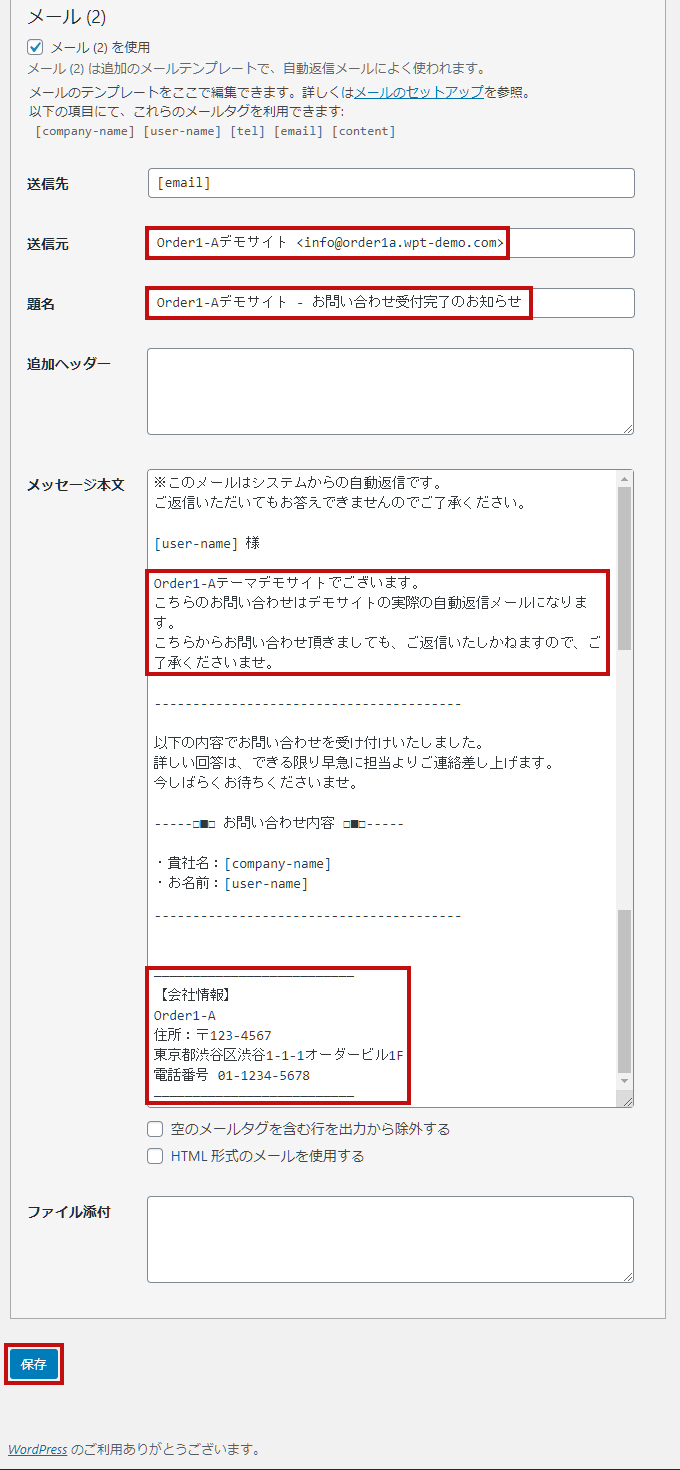 メール (2)
メール (2) を使用
メール (2) は追加のメールテンプレートで、自動返信メールによく使われます。
メールのテンプレートをここで編集できます。詳しくはメールのセットアップを参照。
以下の項目にて、これらのメールタグを利用できます:
[company-name] [user-name] [tel] [email] [content]
送信先
[email]
送信元
Order1-Aデモサイト <info@order1a.wpt-demo.com>
題名
Order1-Aデモサイト - お問い合わせ受付完了のお知らせ
追加ヘッダー
メッセージ本文
※このメールはシステムからの自動返信です。
ご返信いただいてもお答えできませんのでご了承ください。
[user-name] 様
Order1-Aテーマデモサイトでございます。
こちらのお問い合わせはデモサイトの実際の自動返信メールになりま
す。
こちらからお問い合わせ頂きましても、ご返信いたしかねますので、ご
了承くださいませ。
----------------------------------------
以下の内容でお問い合わせを受け付けいたしました。
詳しい回答は、できる限り早急に担当よりご連絡差し上げます。
今しばらくお待ちくださいませ。
-----□■□ お問い合わせ内容 □■□-----
・貴社名：[company-name]
・お名前：[user-name]
----------------------------------------
――――――――――――――――――――――――――
【会社情報】
Order1-A
住所：〒123-4567
東京都渋谷区渋谷1-1-1オーダービル1F
電話番号 01-1234-5678
――――――――――――――――――――――――――
空のメールタグを含む行を出力から除外する
HTML 形式のメールを使用する
ファイル添付
保存
WordPress のご利用ありがとうございます。